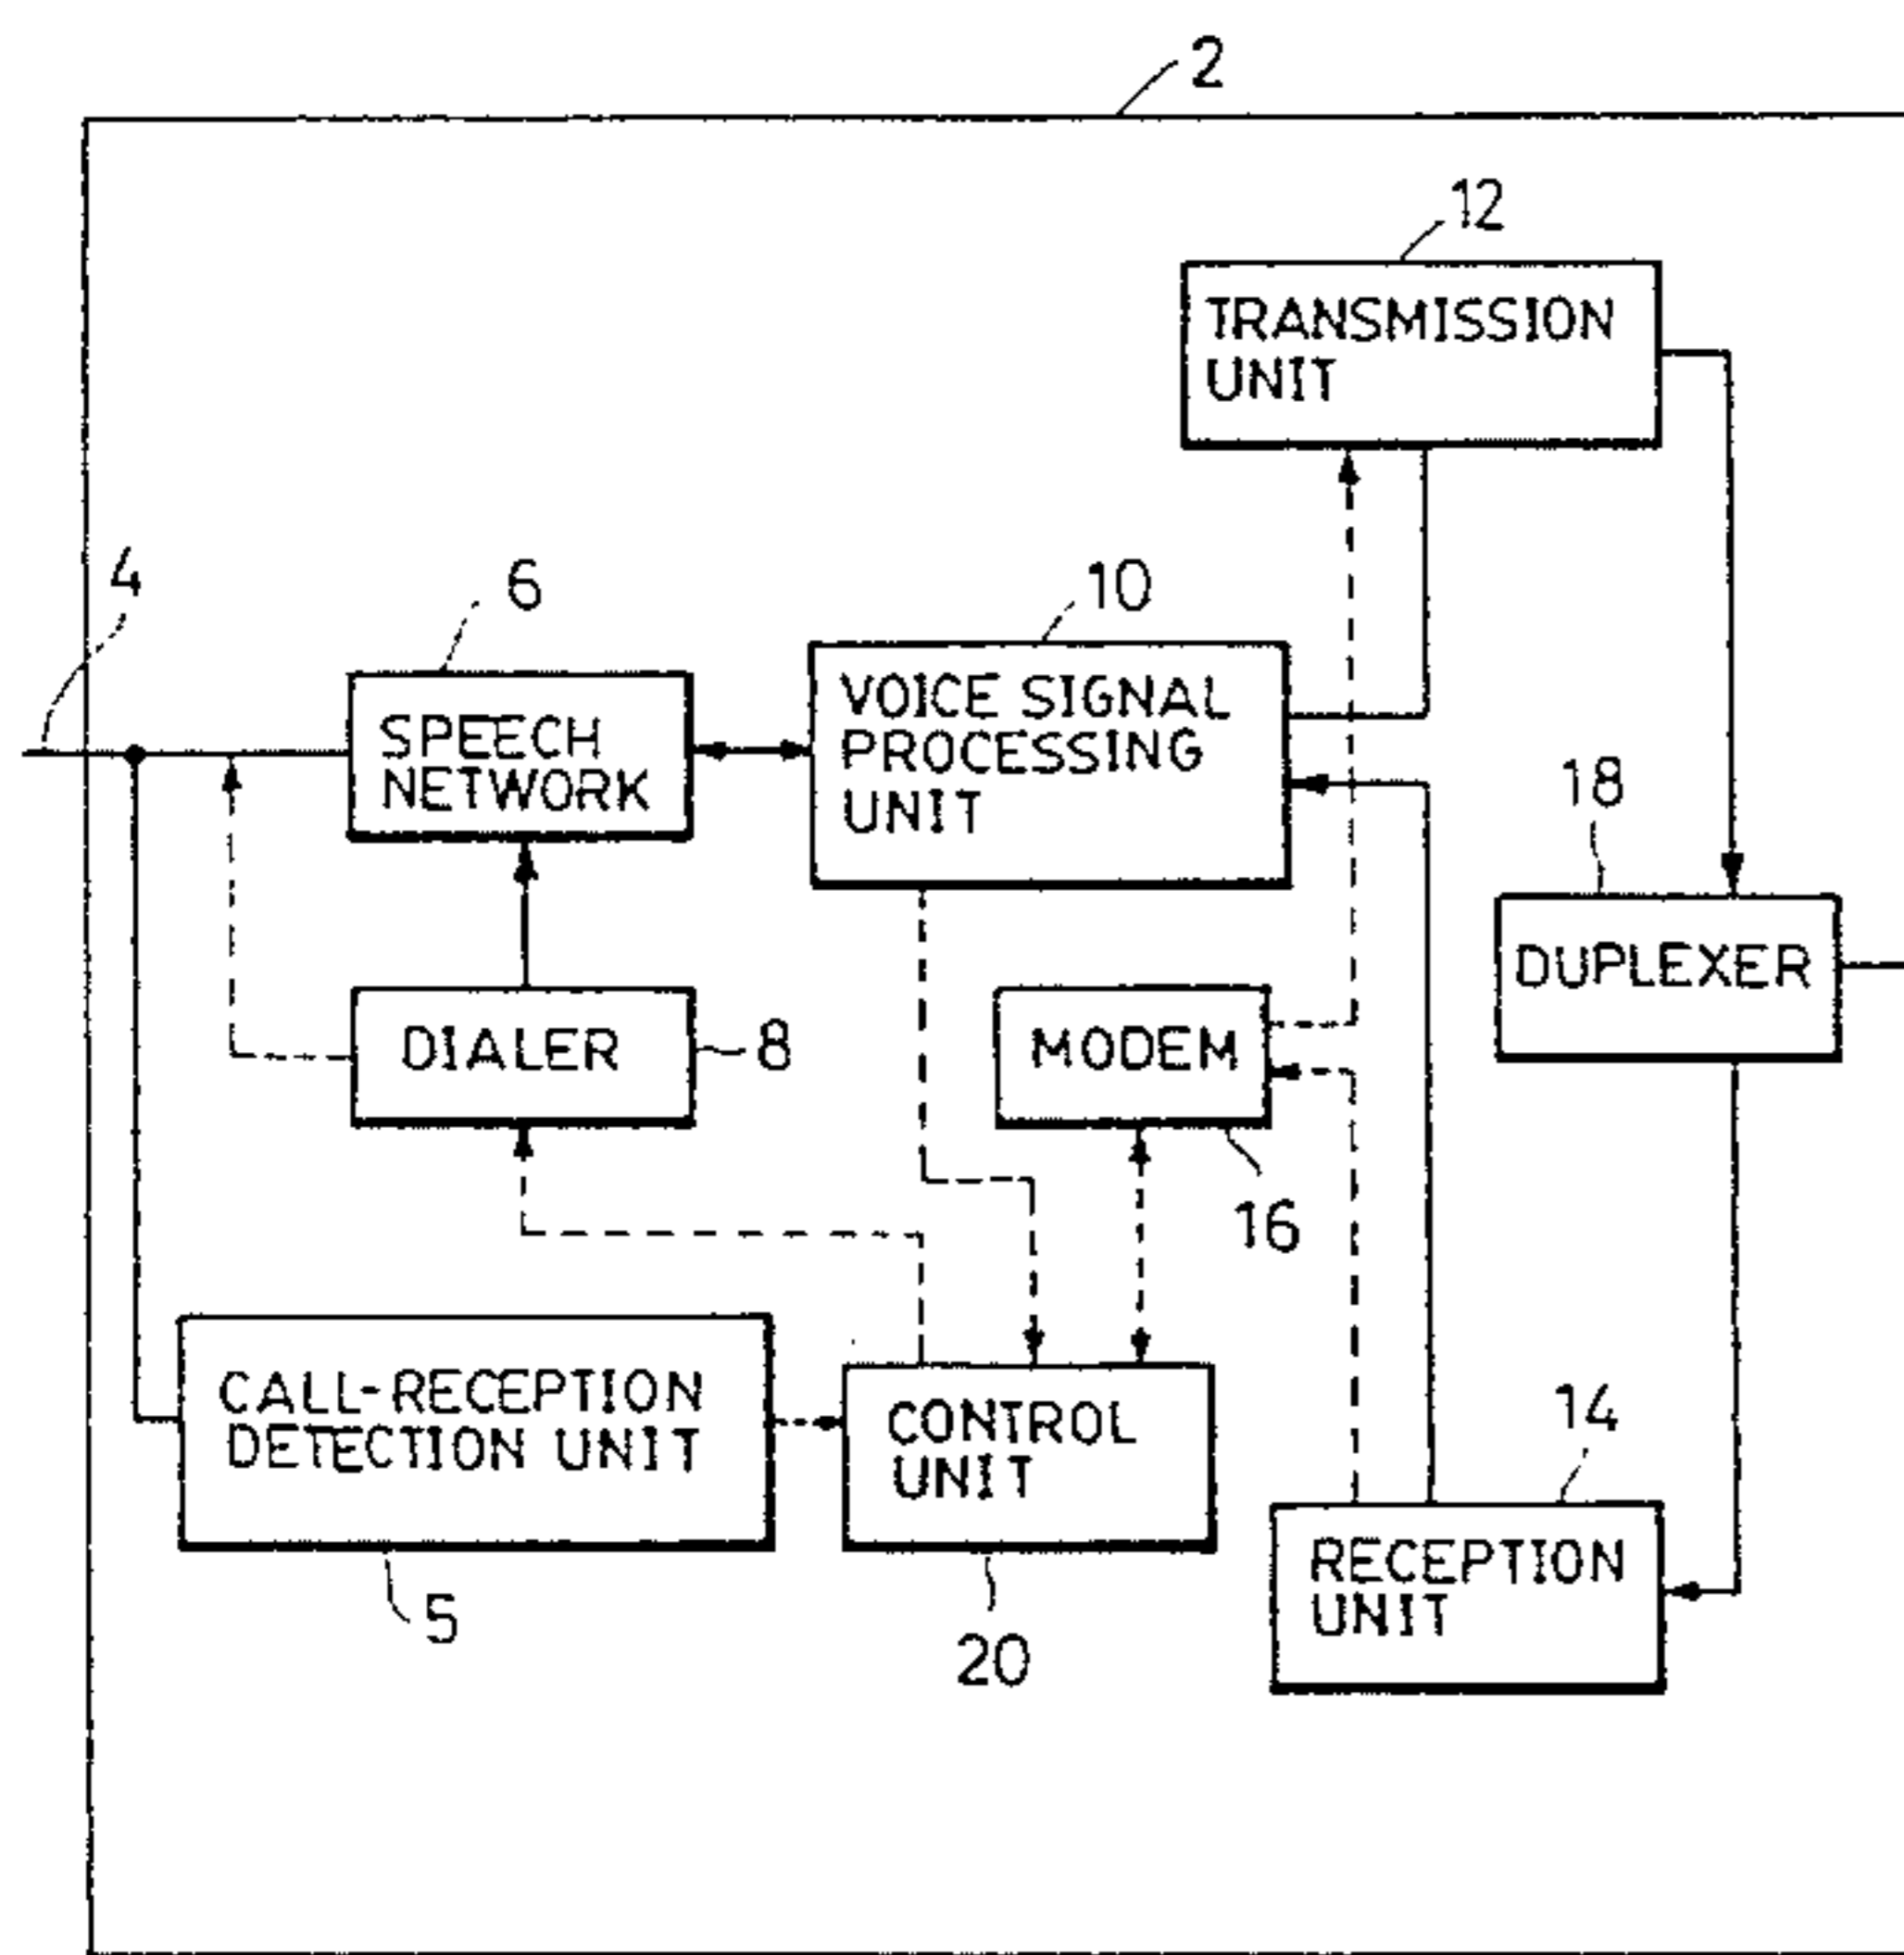 2
12
TRANSMISSION
UNIT
4
6
10
SPEECH
NETWORK
VOICE SIGNAL
PROCESSING
UNIT
18
DUPLEXER
DIALER
8
MODEM
16
CALL-RECEPTION
DETECTION UNIT
CONTROL
UNIT
14
RECEPTION
UNIT
5
20